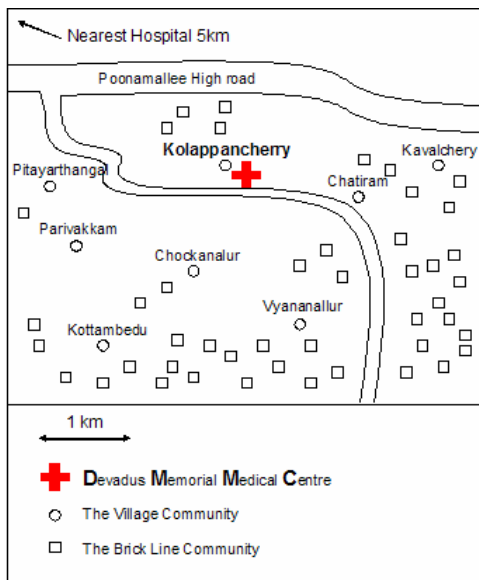 Nearest Hospital 5km
Poonamallee High road
Kolappancherry
Kavalchery
Pitayarthangal
Chatiram
Parivakkam
Chockanalur
Vyananallur
Kottambedu
1 km
Devadus Memorial Medical Centre
The Village Community
The Brick Line Community